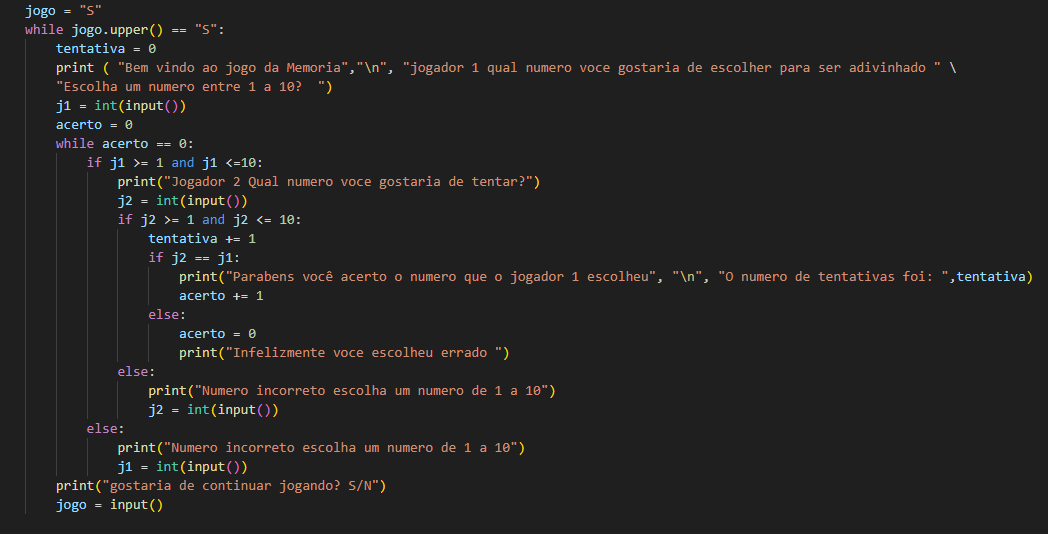 jogo = "S"
while jogo.upper() == "S":
    tentativa = 0
    print ( "Bem vindo ao jogo da Memoria","\n", "jogador 1 qual numero voce gostaria de escolher para ser adivinhado " \
    "Escolha um numero entre 1 a 10?  ")
    j1 = int(input())
    acerto = 0
    while acerto == 0:
        if j1 >= 1 and j1 <=10:
            print("Jogador 2 Qual numero voce gostaria de tentar?")
            j2 = int(input())
            if j2 >= 1 and j2 <= 10:
                tentativa += 1
                if j2 == j1:
                    print("Parabens você acerto o numero que o jogador 1 escolheu", "\n", "O numero de tentativas foi: ",tentativa)
                    acerto += 1
                else:
                    acerto = 0
                    print("Infelizmente voce escolheu errado ")
            else:
                print("Numero incorreto escolha um numero de 1 a 10")
                j2 = int(input())
        else:
            print("Numero incorreto escolha um numero de 1 a 10")
            j1 = int(input())
    print("gostaria de continuar jogando? S/N")
    jogo = input()